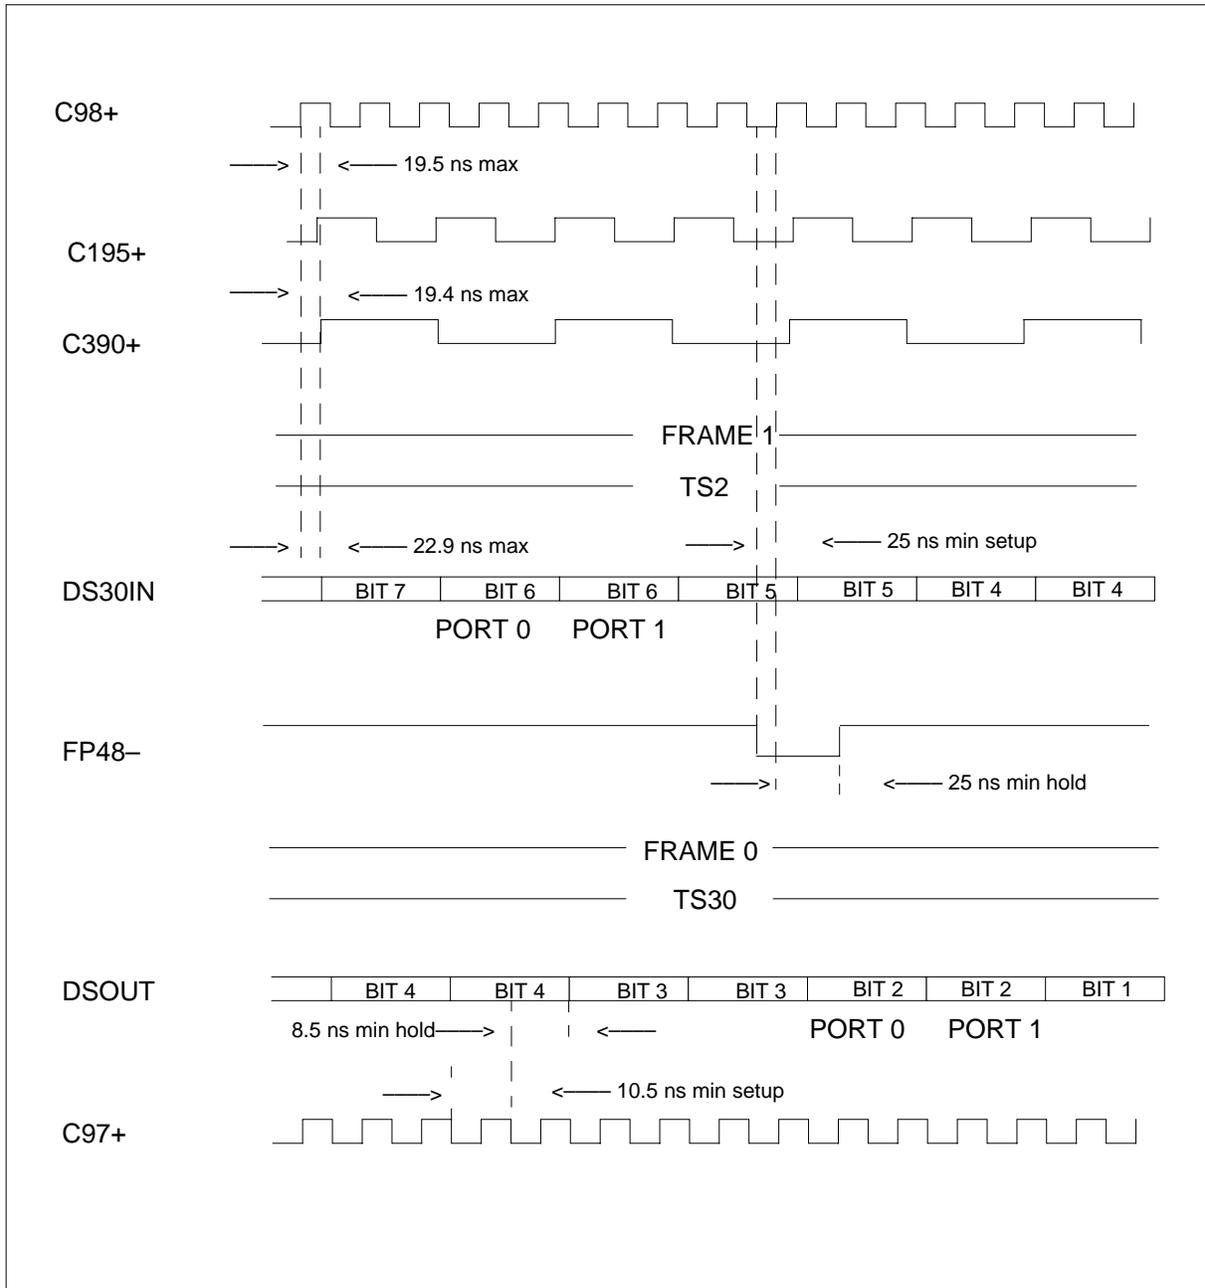 C98+
19.5 ns max
C195+
19.4 ns max
C390+
FRAME 1
TS2
22.9 ns max
25 ns min setup
DS30IN
BIT 7 BIT 6 BIT 6 BIT 5 BIT 5 BIT 4 BIT 4
PORT 0 PORT 1
FP48–
25 ns min hold
FRAME 0
TS30
DSOUT
BIT 4 BIT 4 BIT 3 BIT 3 BIT 2 BIT 2 BIT 1
8.5 ns min hold
PORT 0 PORT 1
10.5 ns min setup
C97+